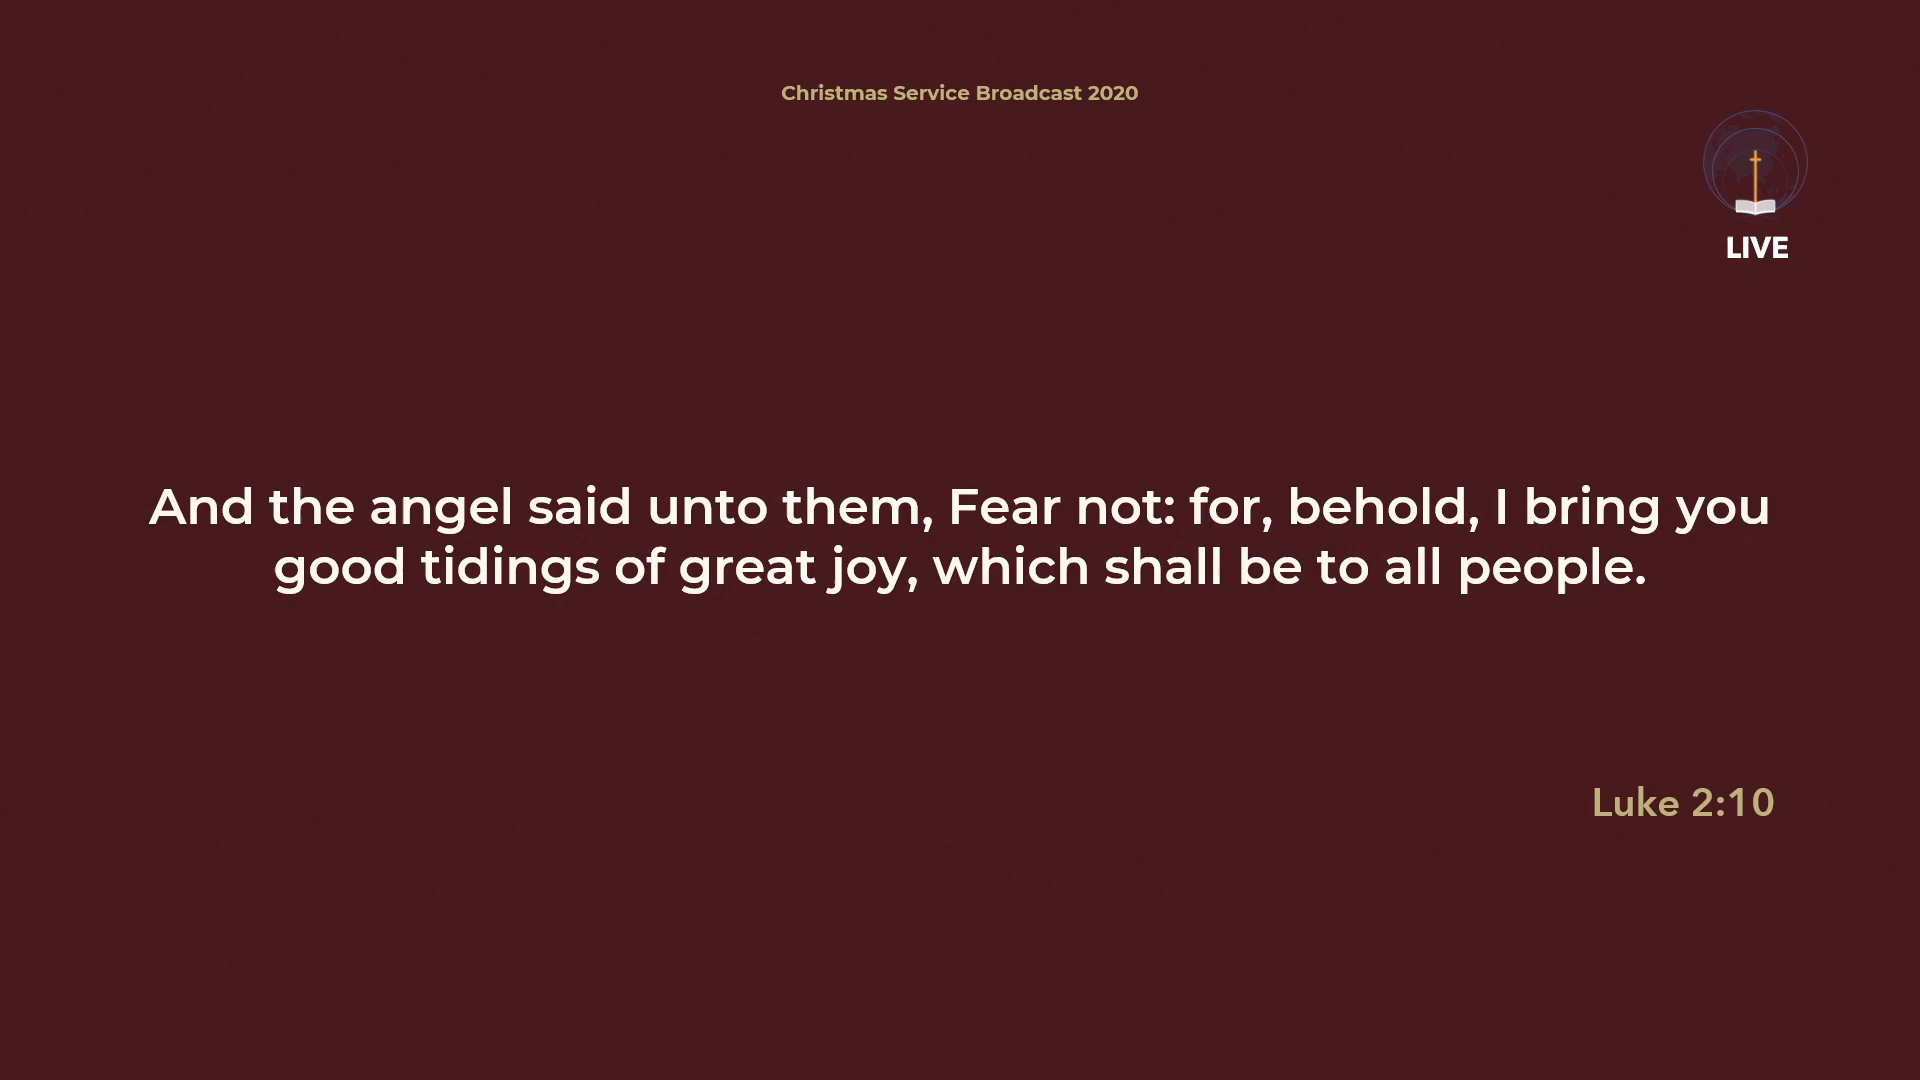 Christmas Service Broadcast 2020
LIVE
And the angel said unto them, Fear not: for, behold, I bring you
good tidings of great joy, which shall be to all people.
Luke 2:10